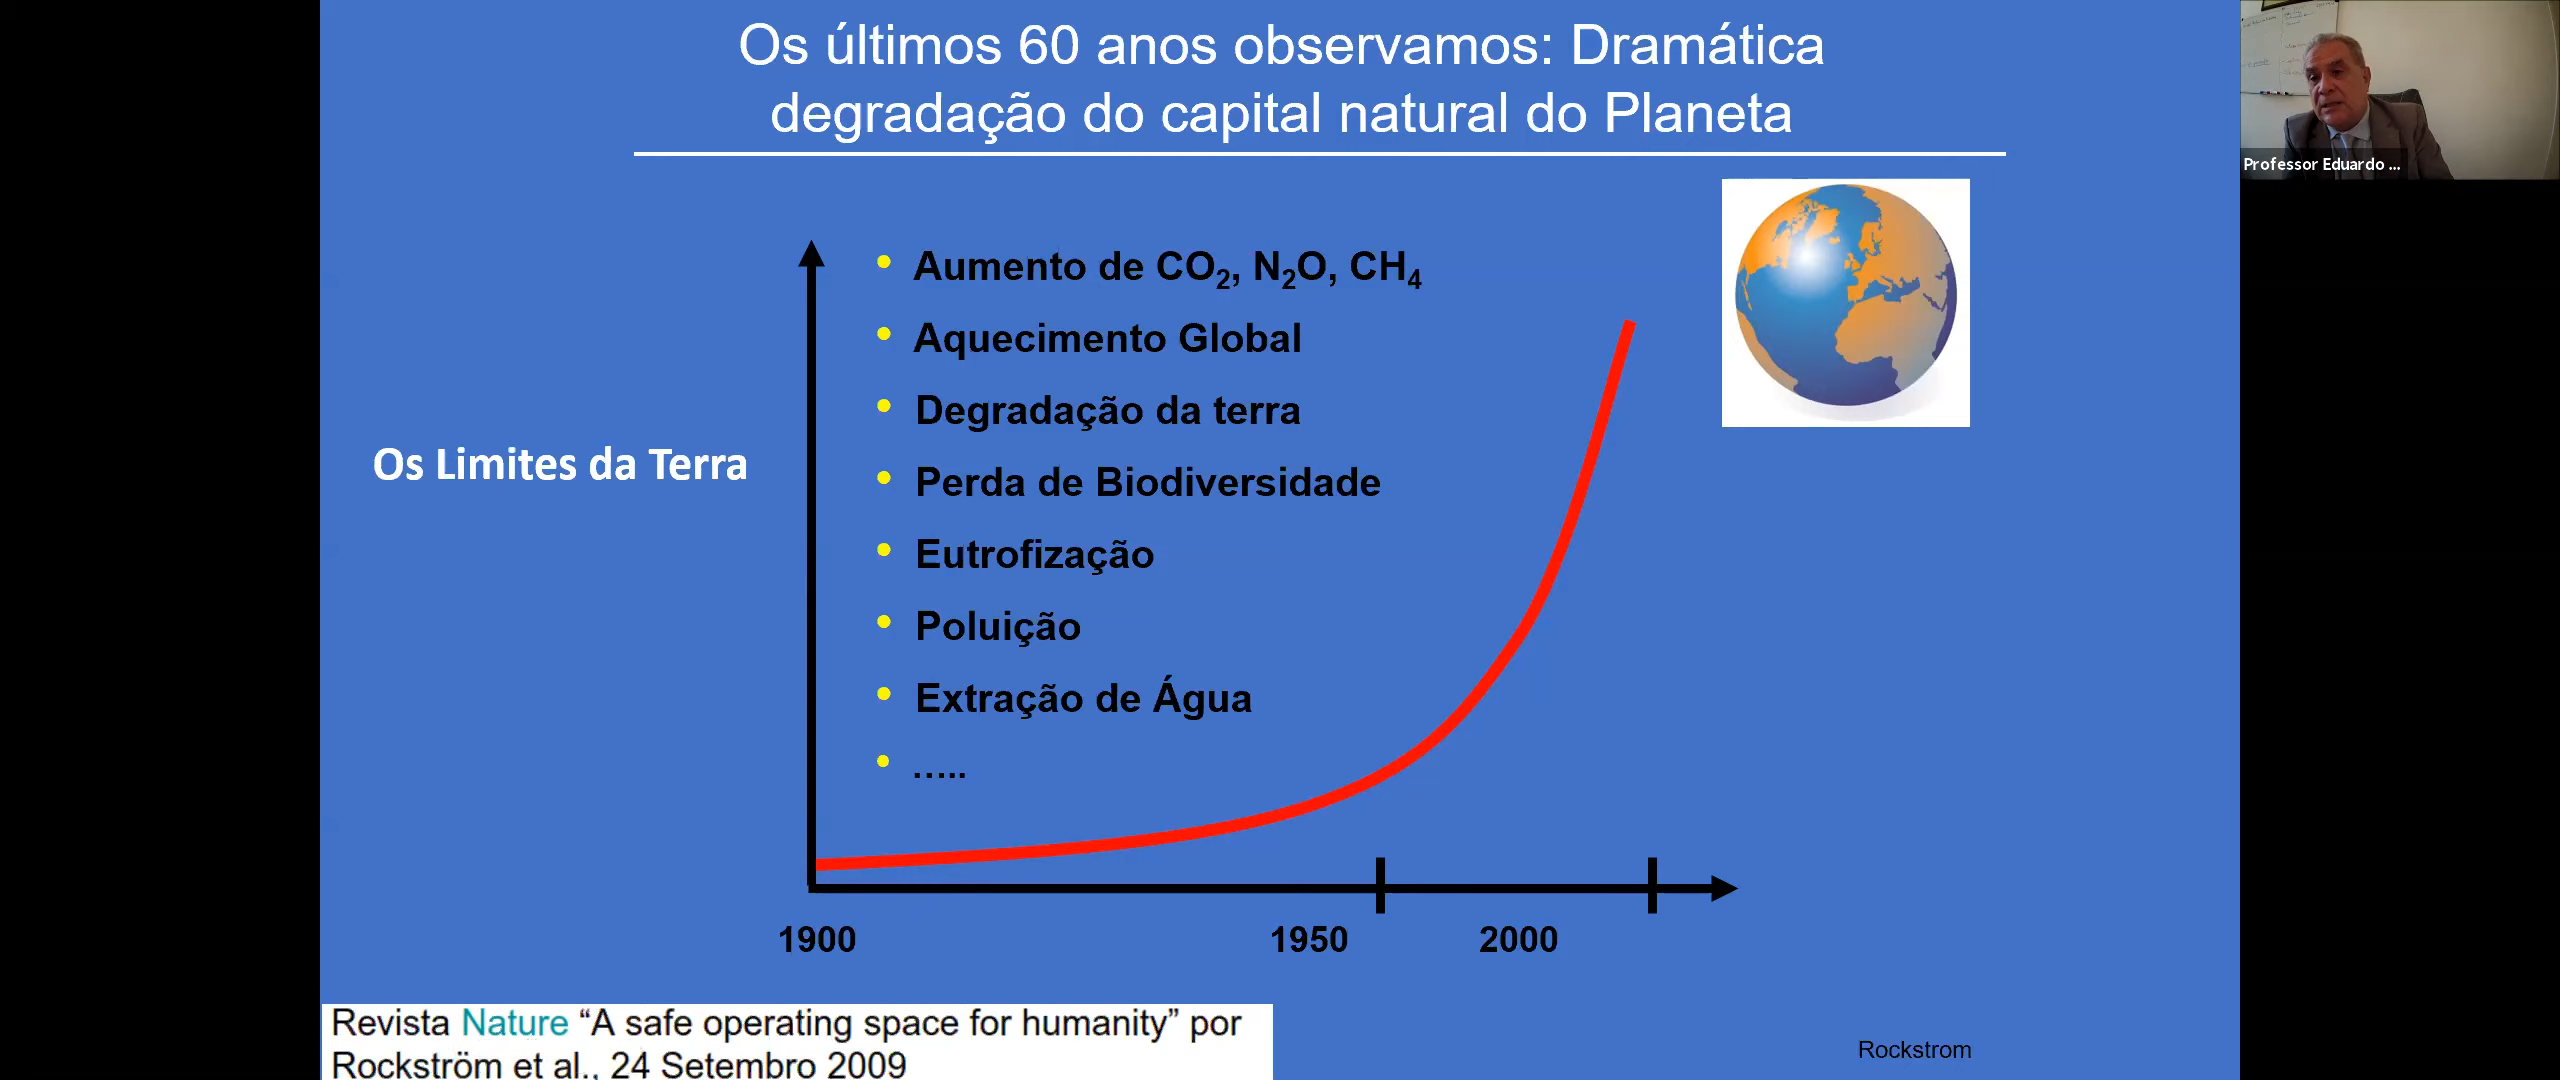 Os últimos 60 anos observamos: Dramática
degradação do capital natural do Planeta
Professor Eduardo ...
• Aumento de CO₂, N₂O, CH₄
• Aquecimento Global
• Degradação da terra
Os Limites da Terra
• Perda de Biodiversidade
• Eutrofização
• Poluição
• Extração de Água
• .....
1900 1950 2000
Revista Nature “A safe operating space for humanity” por
Rockström et al., 24 Setembro 2009
Rockstrom